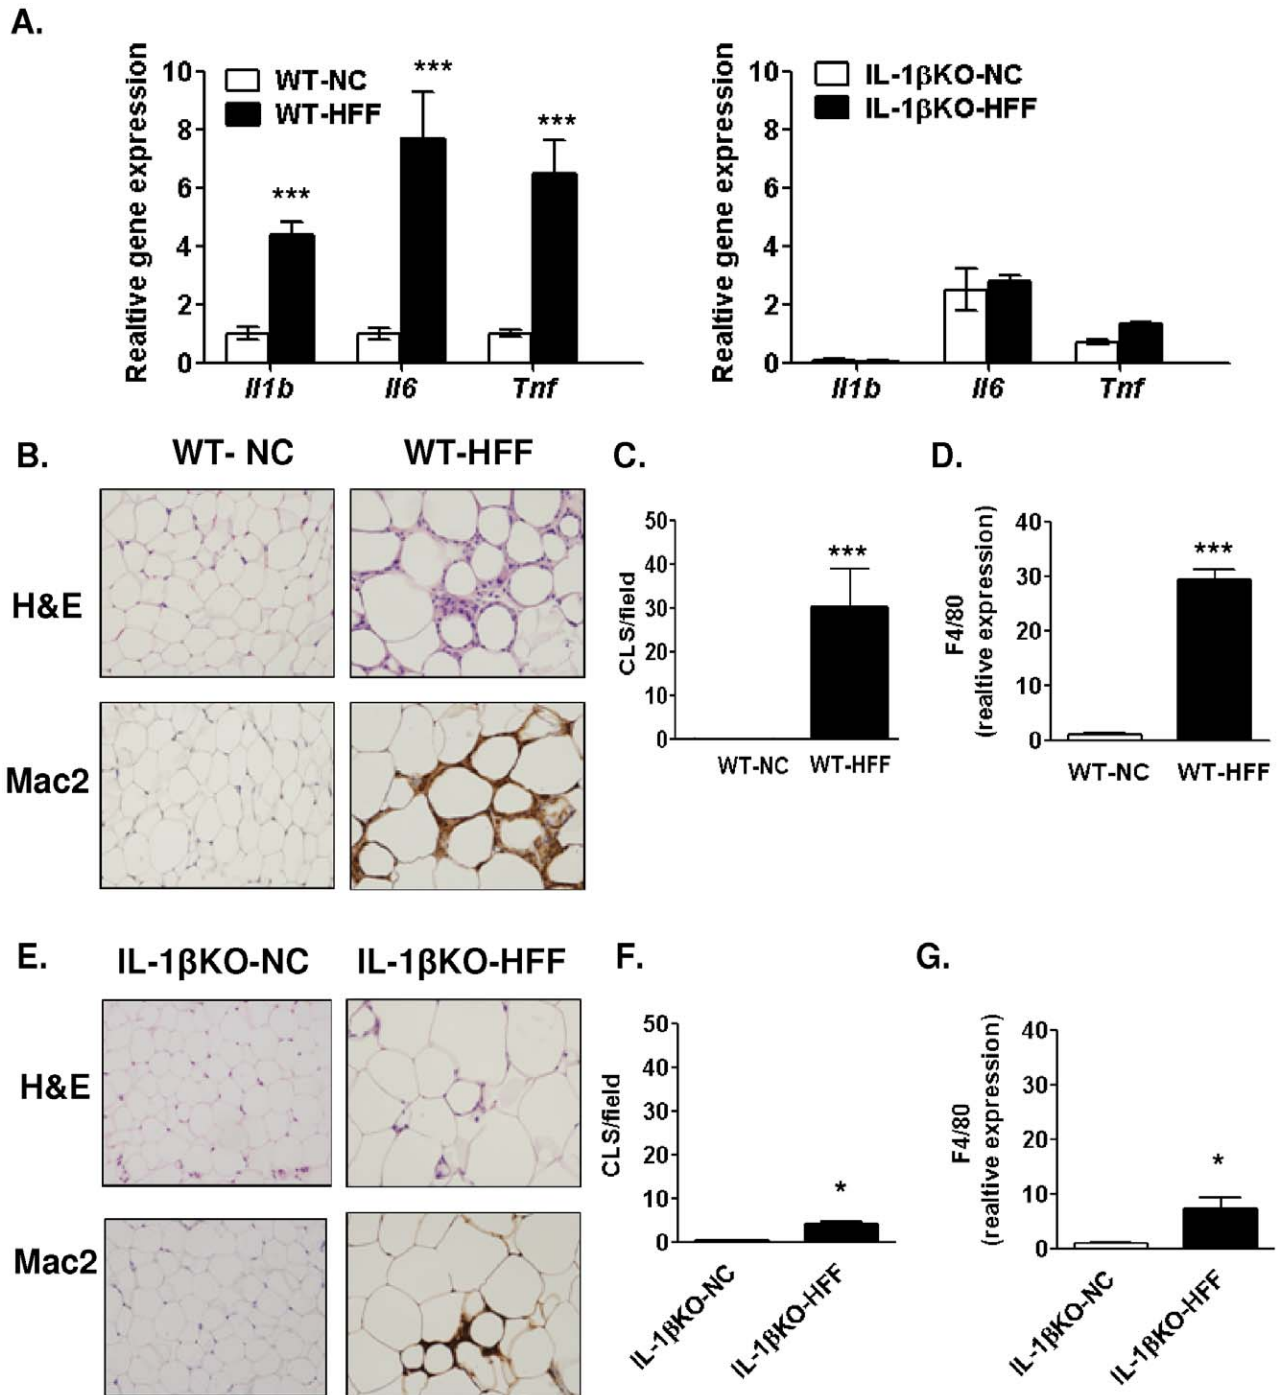 A.
Realtive gene expression
10
8
6
4
2
0
WT-NC
WT-HFF
***
***
***
Il1b
Il6
Tnf
Realtive gene expression
10
8
6
4
2
0
IL-1βKO-NC
IL-1βKO-HFF
Il1b
Il6
Tnf
B.
WT- NC
WT-HFF
H&E
Mac2
C.
CLS/field
50
40
30
20
10
0
***
WT-NC
WT-HFF
D.
F4/80
(realtive expression)
40
30
20
10
0
***
WT-NC
WT-HFF
E.
IL-1βKO-NC
IL-1βKO-HFF
H&E
Mac2
F.
CLS/field
50
40
30
20
10
0
*
IL-1βKO-NC
IL-1βKO-HFF
G.
F4/80
(realtive expression)
40
30
20
10
0
*
IL-1βKO-NC
IL-1βKO-HFF